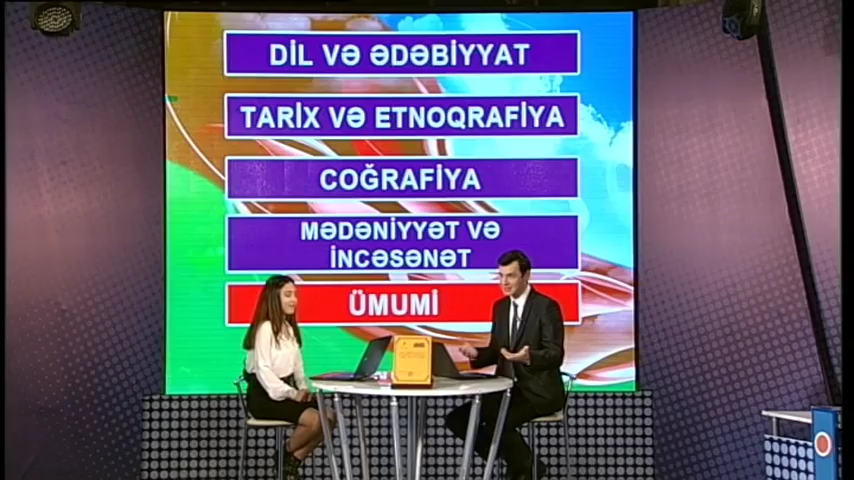 DİL VƏ ƏDƏBİYYAT
TARİX VƏ ETNOQRAFİYA
COĞRAFİYA
MƏDƏNİYYƏT VƏ
İNCƏSƏNƏT
ÜMUMİ